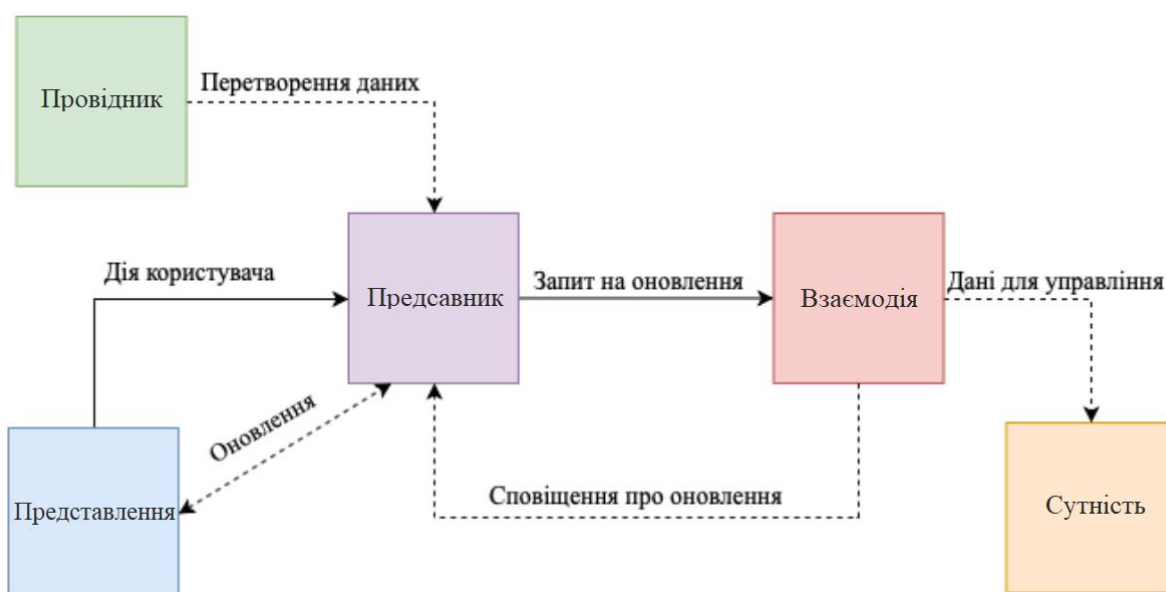 Провідник
Перетворення даних
Дія користувача
Предсавник
Запит на оновлення
Взаємодія
Дані для управління
Оновлення
Представлення
Сповіщення про оновлення
Сутність